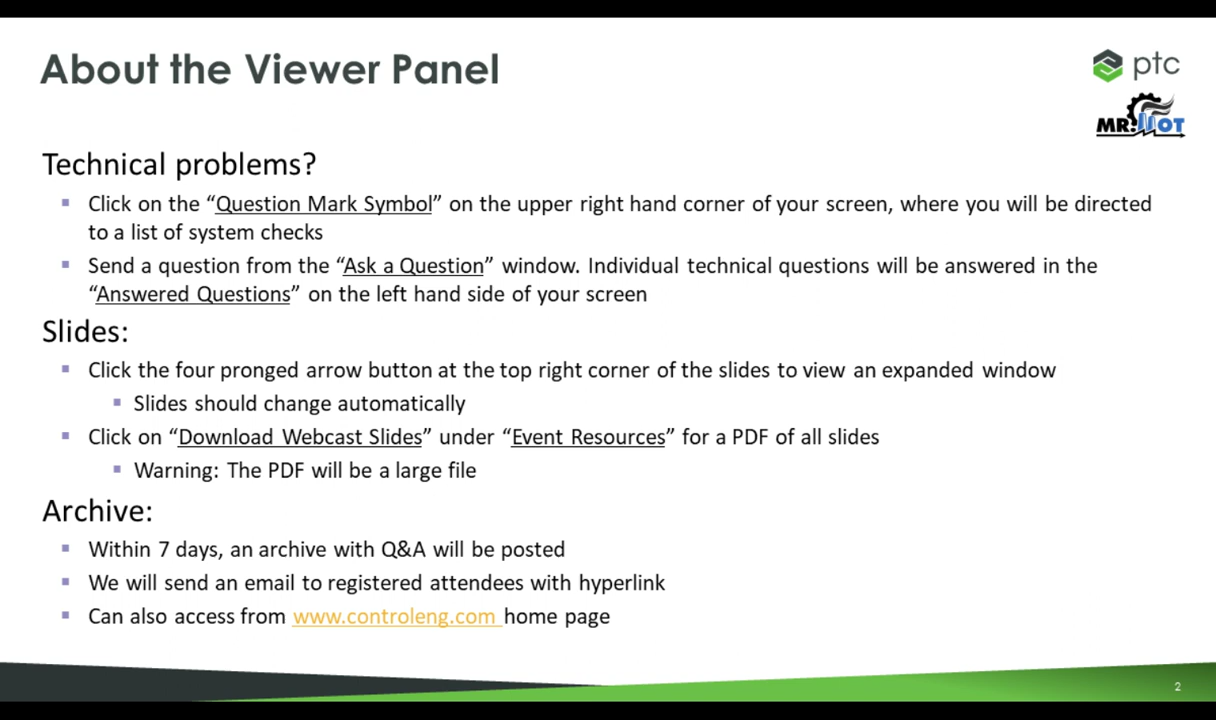 About the Viewer Panel
ptc
MR.IIOT
Technical problems?
Click on the “Question Mark Symbol” on the upper right hand corner of your screen, where you will be directed
to a list of system checks
Send a question from the “Ask a Question” window. Individual technical questions will be answered in the
“Answered Questions” on the left hand side of your screen
Slides:
Click the four pronged arrow button at the top right corner of the slides to view an expanded window
Slides should change automatically
Click on “Download Webcast Slides” under “Event Resources” for a PDF of all slides
Warning: The PDF will be a large file
Archive:
Within 7 days, an archive with Q&A will be posted
We will send an email to registered attendees with hyperlink
Can also access from www.controleng.com home page
2